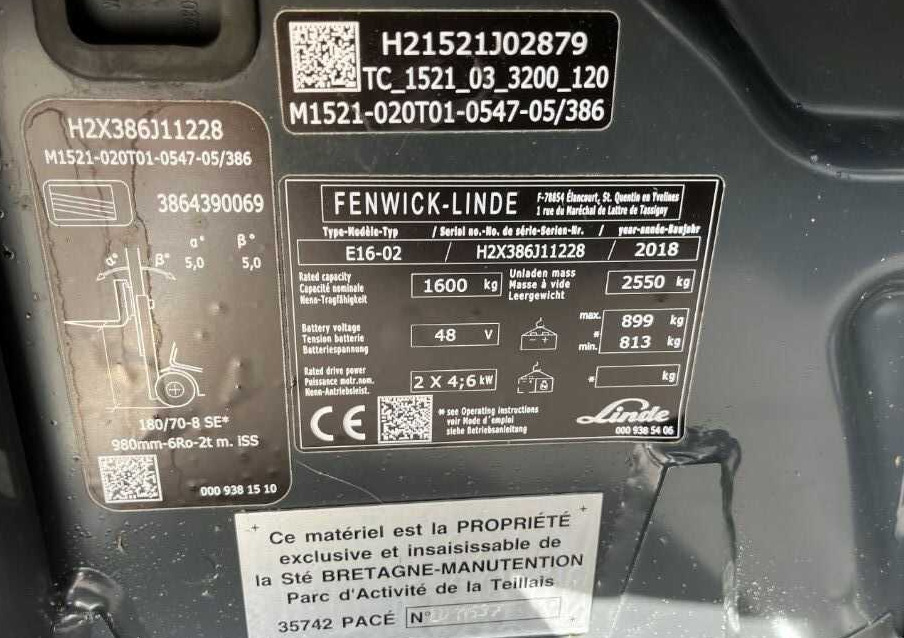 H21521J02879
TC_1521_03_3200_120
M1521-020T01-0547-05/386
H2X386J11228
M1521-020T01-0547-05/386
3864390069
α° β°
α° β° 5,0 5,0
180/70-8 SE*
980mm-6Ro-2t m. ISS
000 938 15 10
FENWICK-LINDE
F-78854 Élancourt, St. Quentin en Yvelines
1 rue du Maréchal de Lattre de Tassigny
Type-Modèle-Typ / Serial no.-No. de série-Serien-Nr. / year-année-Baujahr
E16-02 / H2X386J11228 / 2018
Rated capacity
Capacité nominale
Nenn-Tragfähigkeit
1600 kg
Unladen mass
Masse à vide
Leergewicht
2550 kg
Battery voltage
Tension batterie
Batteriespannung
48 V
max. 899 kg
*
min. 813 kg
Rated drive power
Puissance motr.nom.
Nenn-Antriebsleist.
2 X 4;6 kW
* kg
CE
* see Operating instructions
voir Mode d'emploi
siehe Betriebsanleitung
Linde
000 938 54 06
Ce matériel est la PROPRIÉTÉ
exclusive et insaisissable de
la Sté BRETAGNE-MANUTENTION
Parc d'Activité de la Teillais
35742 PACÉ N°